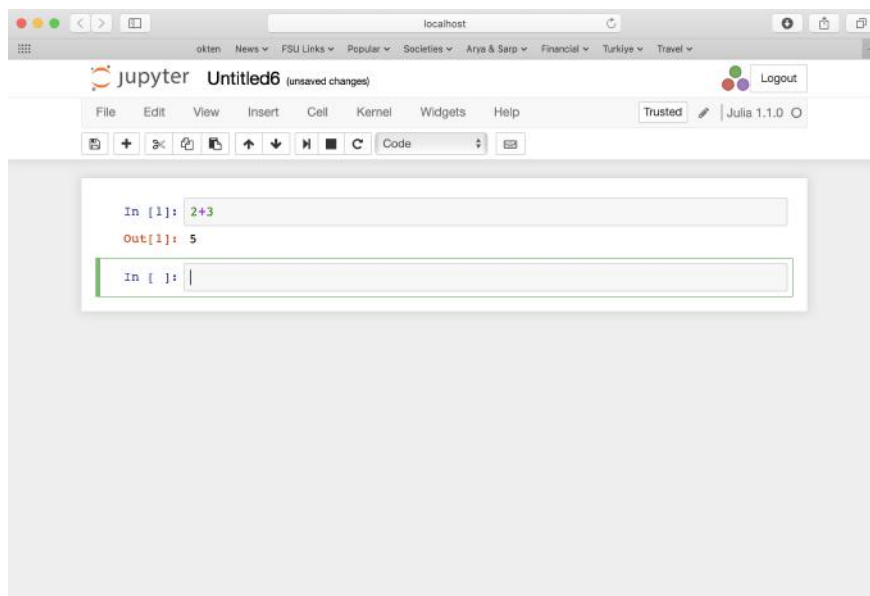 localhost
okten News FSU Links Popular Societies Arya & Sarp Financial Turkiye Travel
jupyter Untitled6 (unsaved changes) Logout
File Edit View Insert Cell Kernel Widgets Help Trusted Julia 1.1.0
Code
In [1]: 2+3
Out[1]: 5
In [ ]: